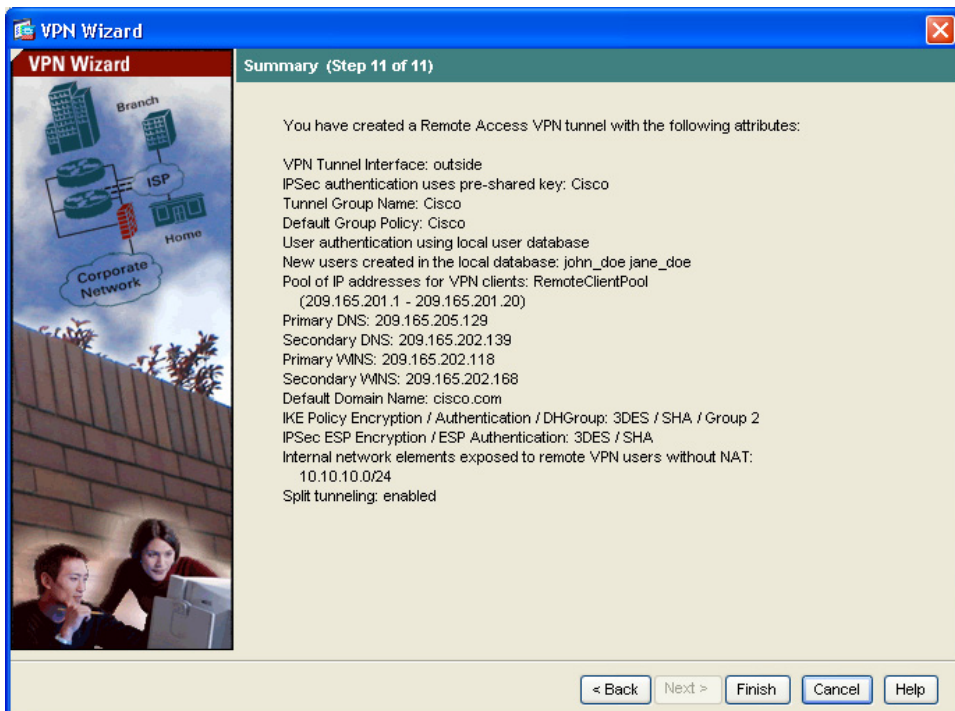 VPN Wizard
VPN Wizard
Branch
ISP
Home
Corporate
Network
Summary (Step 11 of 11)
You have created a Remote Access VPN tunnel with the following attributes:
VPN Tunnel Interface: outside
IPSec authentication uses pre-shared key: Cisco
Tunnel Group Name: Cisco
Default Group Policy: Cisco
User authentication using local user database
New users created in the local database: john_doe jane_doe
Pool of IP addresses for VPN clients: RemoteClientPool
(209.165.201.1 - 209.165.201.20)
Primary DNS: 209.165.205.129
Secondary DNS: 209.165.202.139
Primary WINS: 209.165.202.118
Secondary WINS: 209.165.202.168
Default Domain Name: cisco.com
IKE Policy Encryption / Authentication / DHGroup: 3DES / SHA / Group 2
IPSec ESP Encryption / ESP Authentication: 3DES / SHA
Internal network elements exposed to remote VPN users without NAT:
10.10.10.0/24
Split tunneling: enabled
< Back
Next >
Finish
Cancel
Help